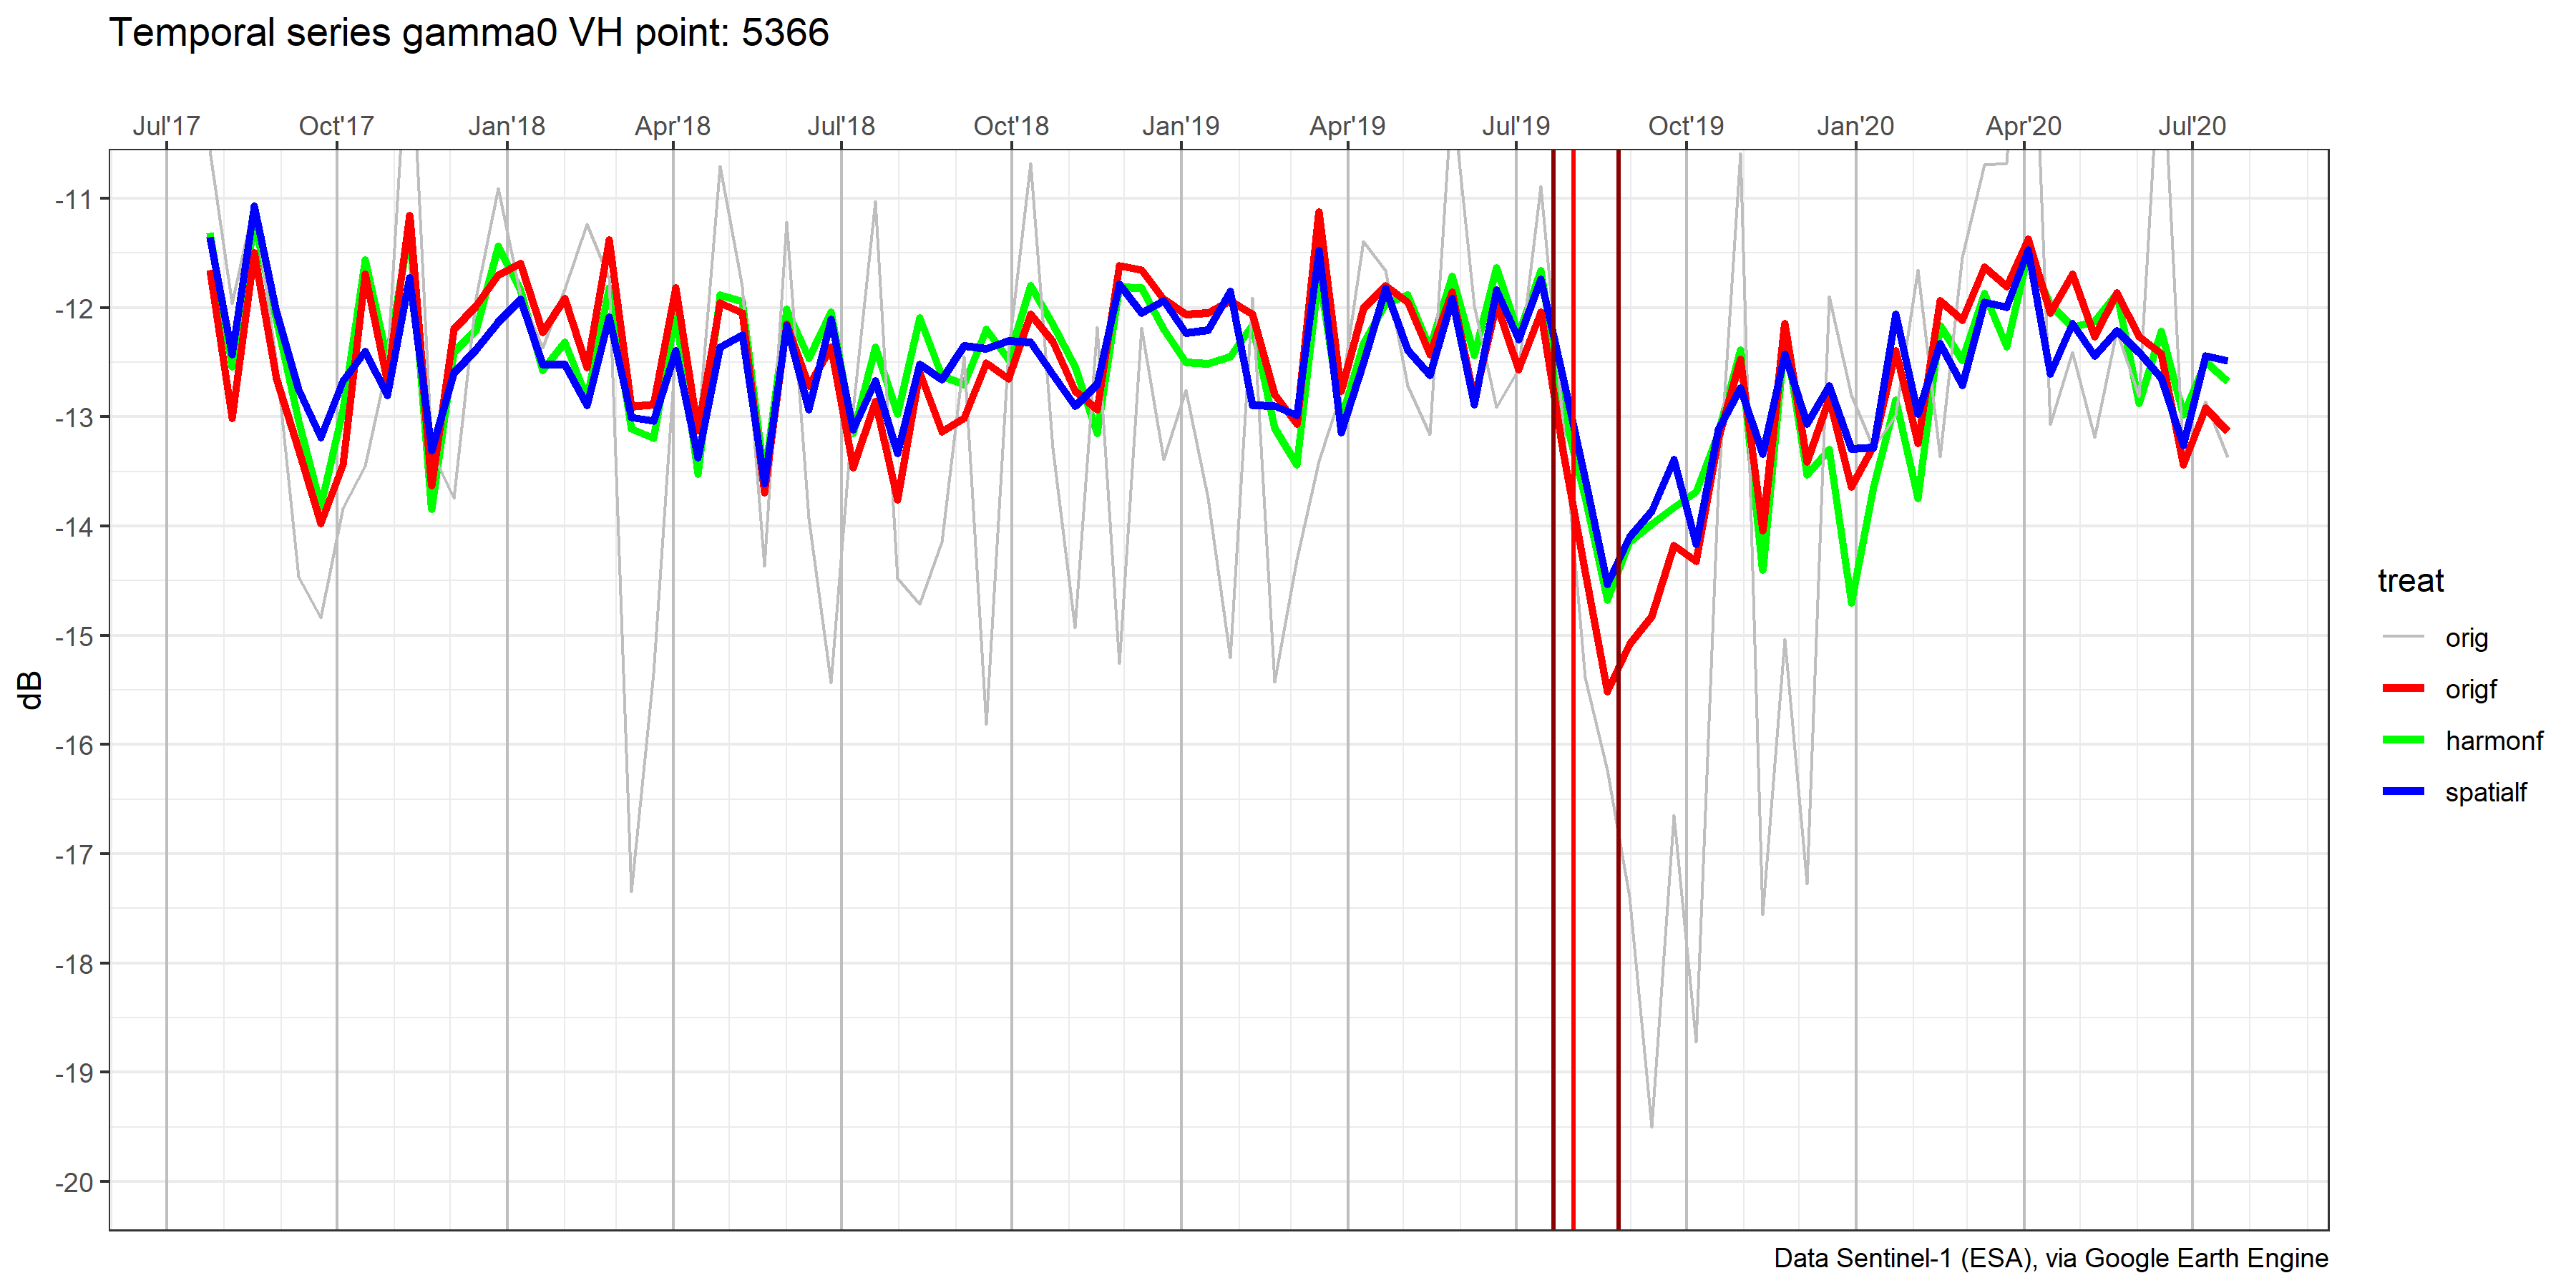 Temporal series gamma0 VH point: 5366
Jul'17 Oct'17 Jan'18 Apr'18 Jul'18 Oct'18 Jan'19 Apr'19 Jul'19 Oct'19 Jan'20 Apr'20 Jul'20
-11
-12
-13
-14
-15
-16
-17
-18
-19
-20
dB
treat
orig
origf
harmonf
spatialf
Data Sentinel-1 (ESA), via Google Earth Engine